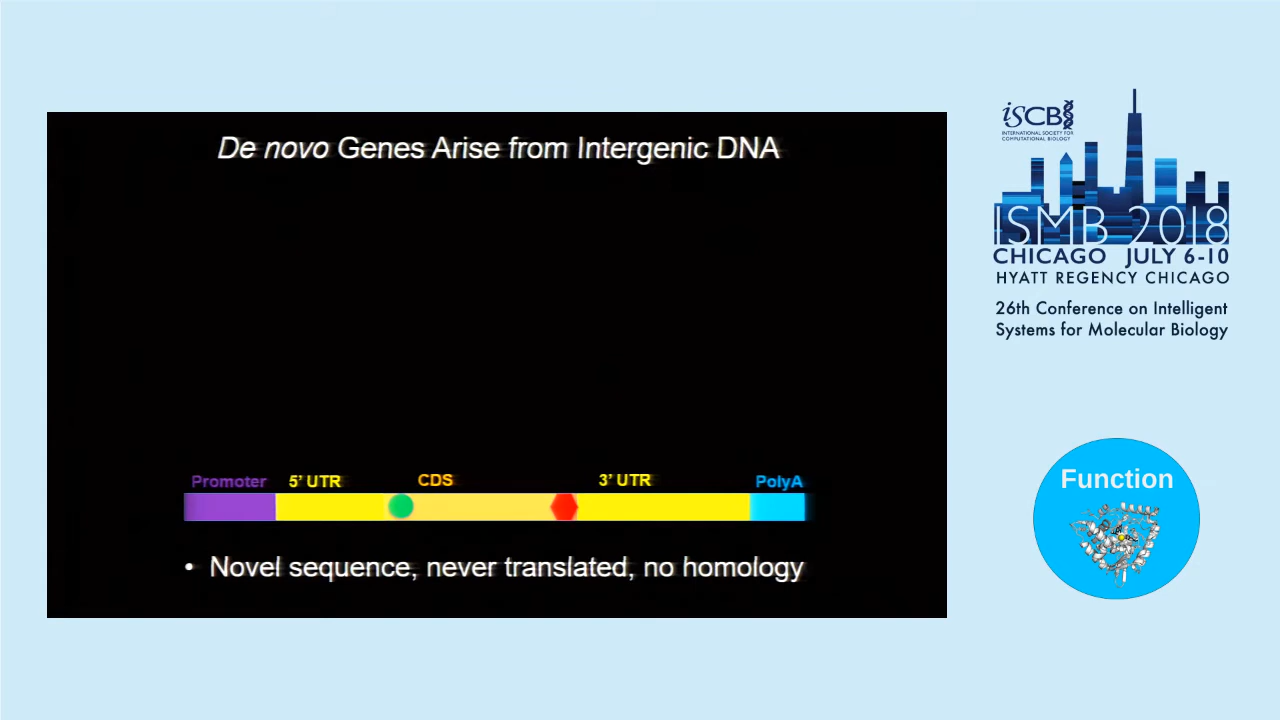 De novo Genes Arise from Intergenic DNA
Promoter 5’ UTR CDS 3’ UTR PolyA
• Novel sequence, never translated, no homology
iSCB
INTERNATIONAL SOCIETY FOR
COMPUTATIONAL BIOLOGY
ISMB 2018
CHICAGO JULY 6-10
HYATT REGENCY CHICAGO
26th Conference on Intelligent
Systems for Molecular Biology
Function